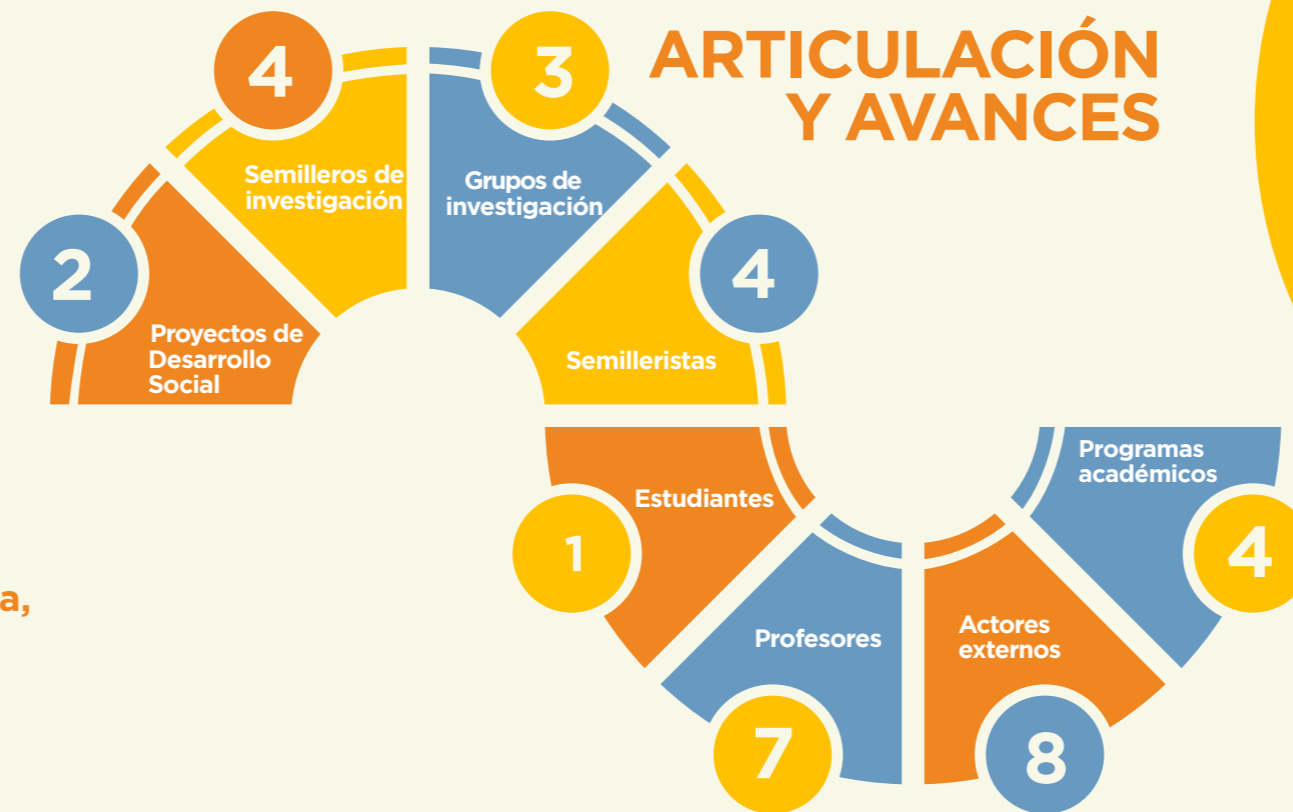 ARTICULACIÓN
Y AVANCES
4
Semilleros de
investigación
3
Grupos de
investigación
2
Proyectos de
Desarrollo
Social
4
Semilleristas
1
Estudiantes
7
Profesores
8
Actores
externos
4
Programas
académicos
a,